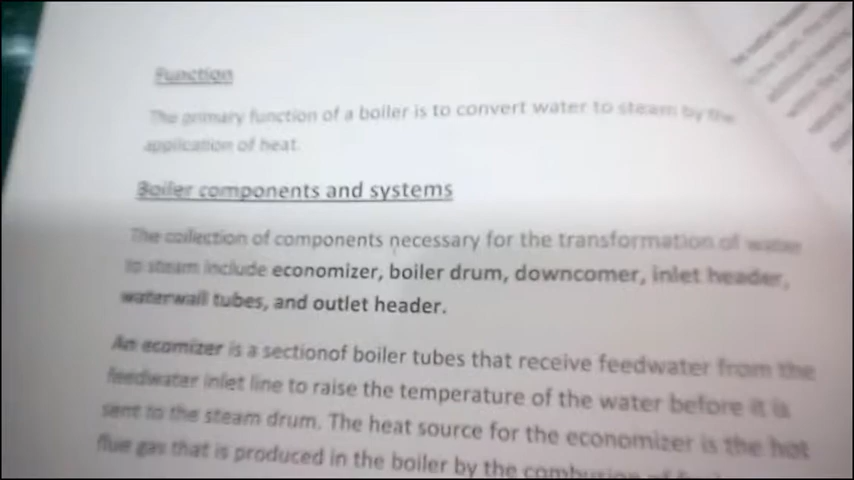 Function
The primary function of a boiler is to convert water to steam by the
application of heat.
Boiler components and systems
The collection of components necessary for the transformation of water
to steam include economizer, boiler drum, downcomer, inlet header,
waterwall tubes, and outlet header.
An ecomizer is a sectionof boiler tubes that receive feedwater from the
feedwater inlet line to raise the temperature of the water before it is
sent to the steam drum. The heat source for the economizer is the hot
flue gas that is produced in the boiler by the